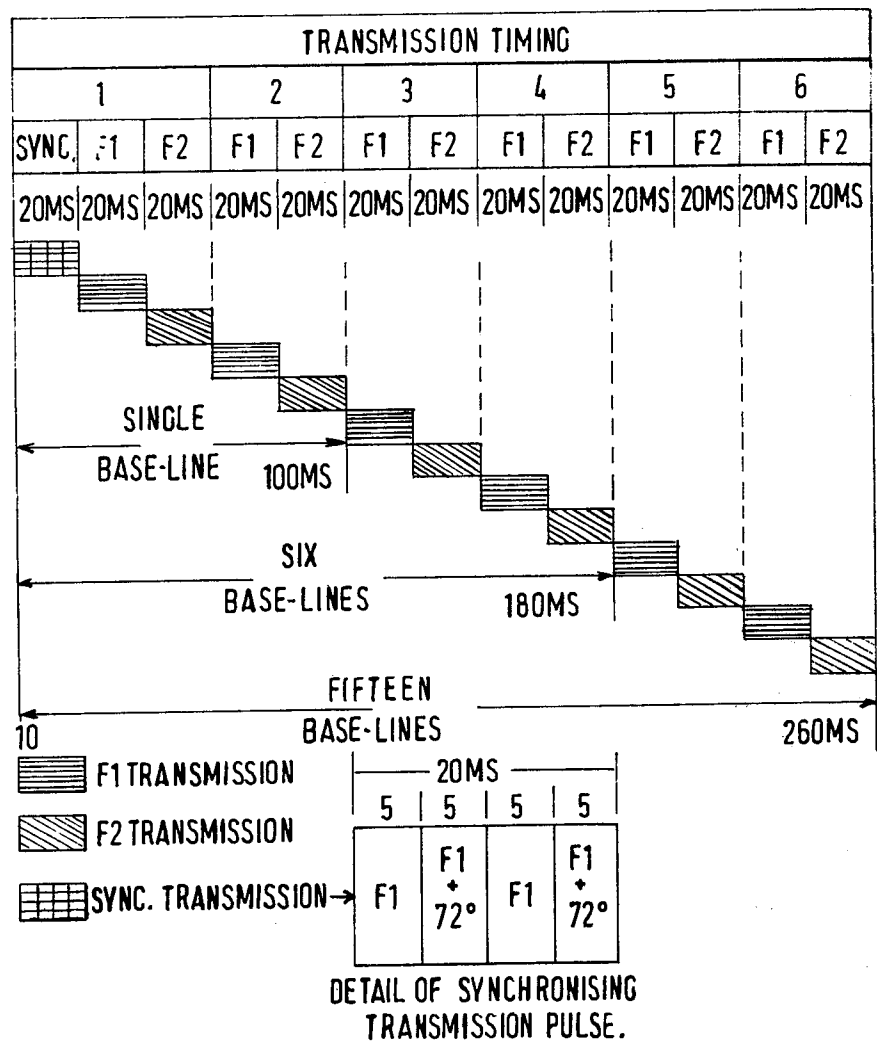 TRANSMISSION TIMING
1 2 3 4 5 6
SYNC. F1 F2 F1 F2 F1 F2 F1 F2 F1 F2 F1 F2
20MS 20MS 20MS 20MS 20MS 20MS 20MS 20MS 20MS 20MS 20MS 20MS 20MS
SINGLE
BASE-LINE 100MS
SIX
BASE-LINES 180MS
FIFTEEN
10 BASE-LINES 260MS
F1 TRANSMISSION
20MS
5 5 5 5
F2 TRANSMISSION
SYNC. TRANSMISSION
F1 F1 + 72° F1 F1 + 72°
DETAIL OF SYNCHRONISING
TRANSMISSION PULSE.